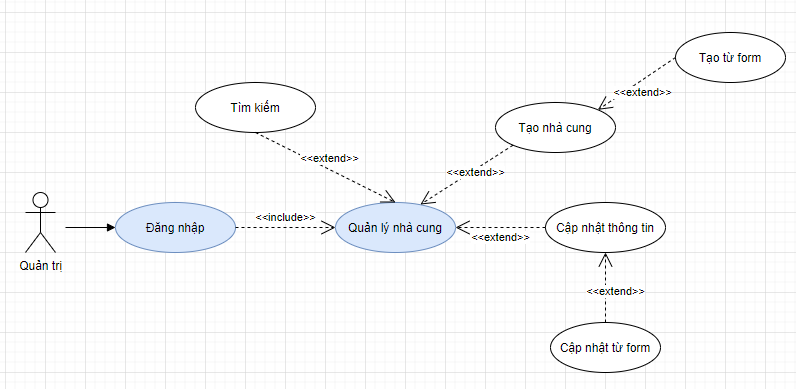 Tạo từ form
<<extend>>
Tìm kiếm
Tạo nhà cung
<<extend>>
<<extend>>
Đăng nhập
<<include>>
Quản lý nhà cung
<<extend>>
Cập nhật thông tin
Quản trị
<<extend>>
Cập nhật từ form